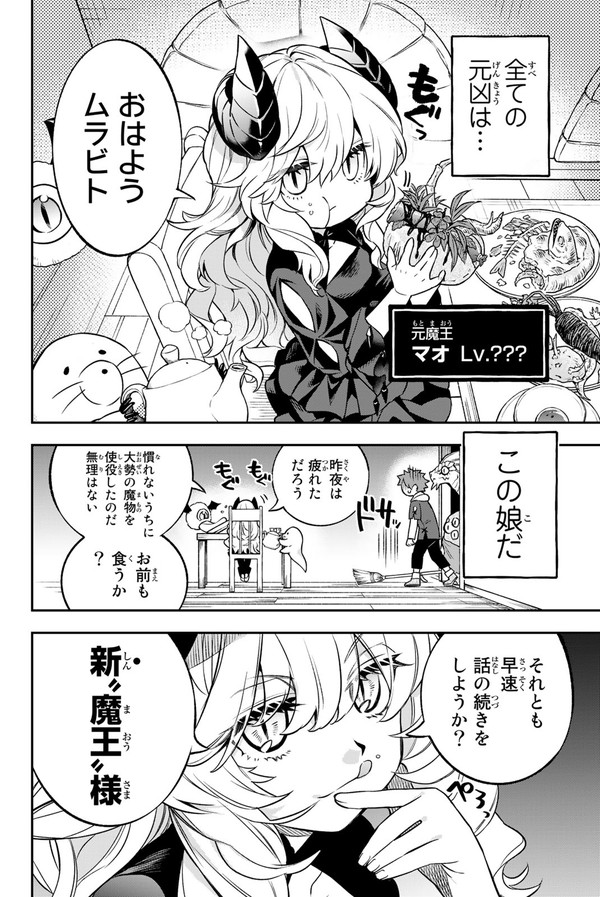 全ての
元凶は…
もぐっ
おはよう
ムラビト
元魔王
マオ Lv.???
この娘だ
ドサッ
昨夜は
疲れた
だろう
もぐ
もぐ
慣れないうちに
大勢の魔物を
使役したのだ
無理はない
お前も
食うか
?
それとも
早速
話の続きを
しようか?
ぺろっ
新〝魔王〟様